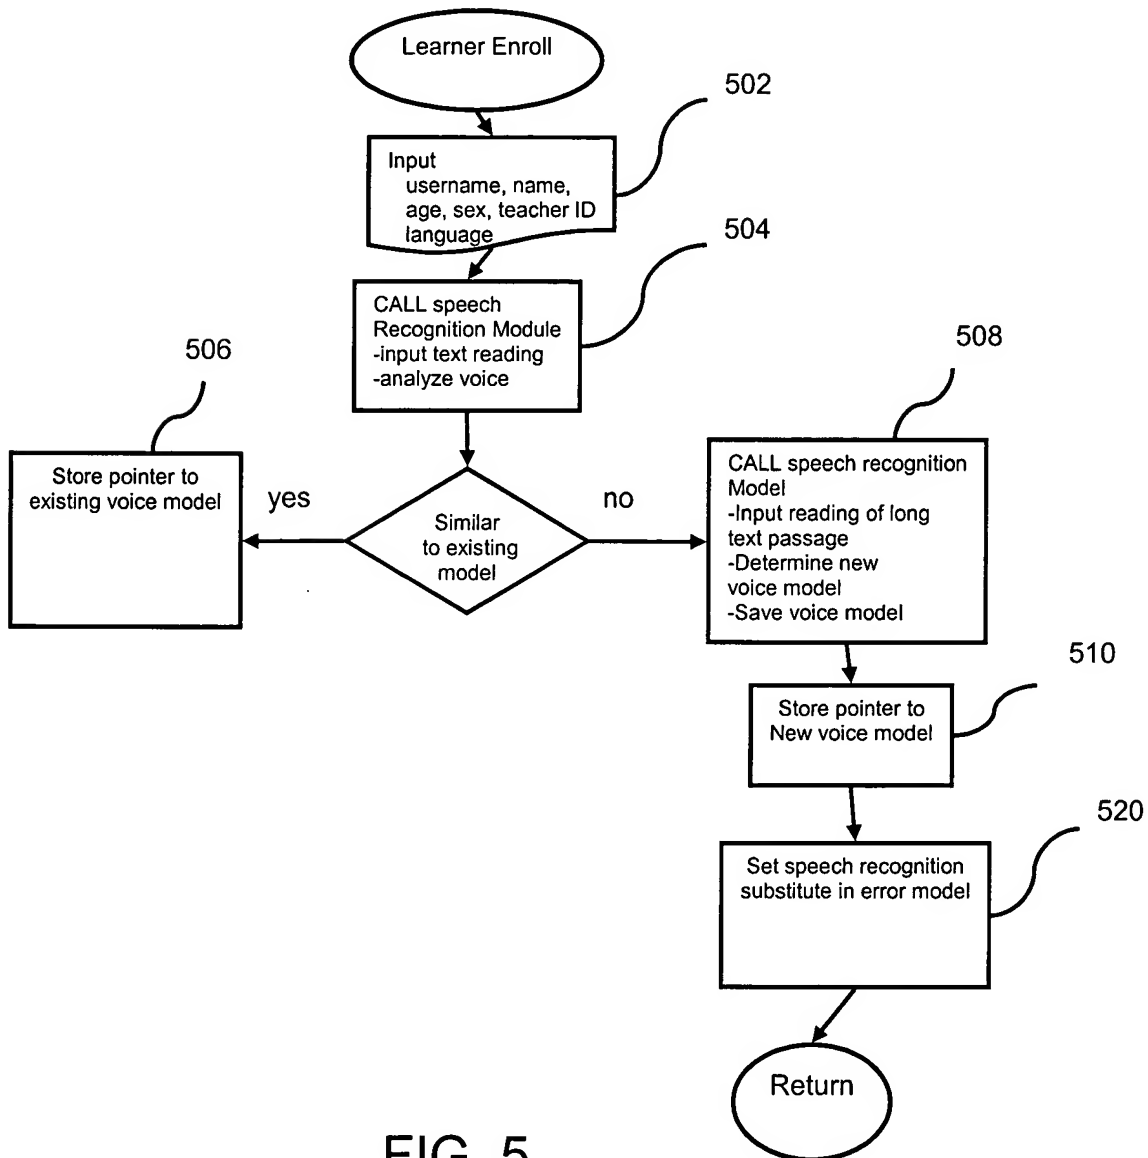 Learner Enroll
502
Input
username, name,
age, sex, teacher ID
language
504
CALL speech
Recognition Module
-input text reading
-analyze voice
506
508
Store pointer to
existing voice model
yes
Similar
to existing
model
no
CALL speech recognition
Model
-Input reading of long
text passage
-Determine new
voice model
-Save voice model
510
Store pointer to
New voice model
520
Set speech recognition
substitute in error model
Return
FIG. 5